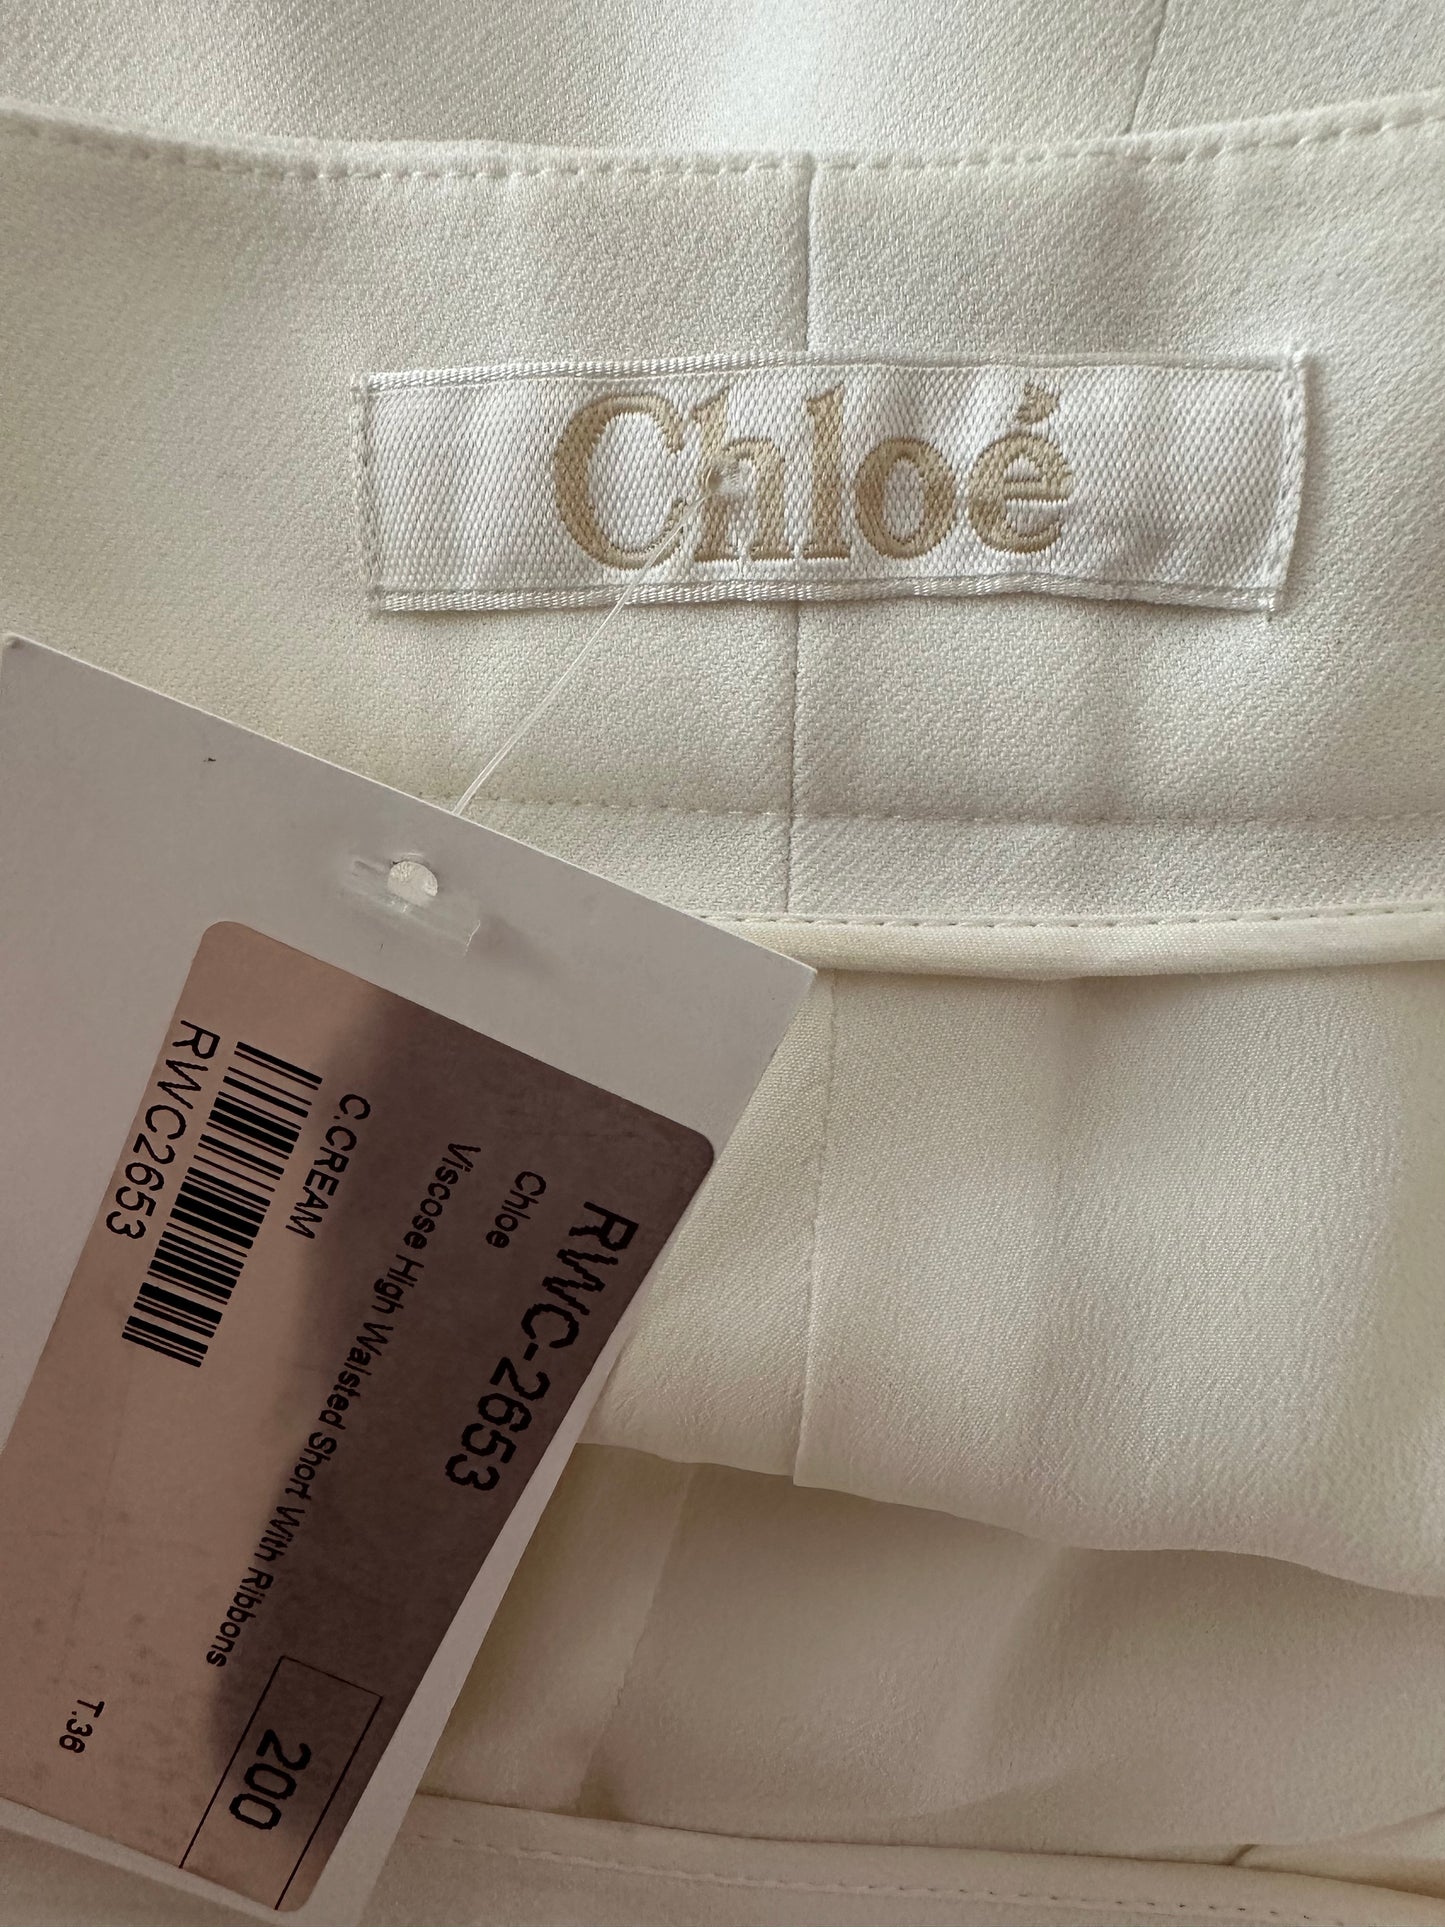 Chloé
RWC-2653
Chloe
Viscose High Waisted Short With Ribbons
C.CREAM
RWC2653
200
T.36